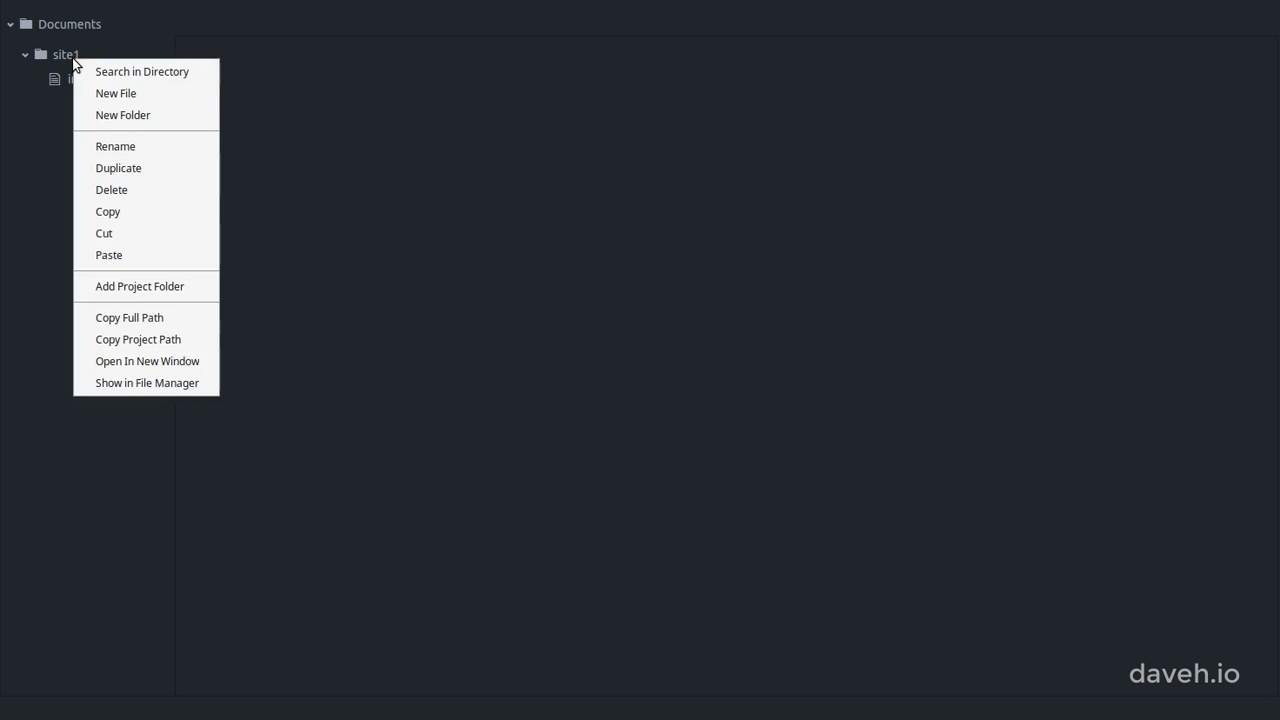 Documents
site1
Search in Directory
New File
New Folder
Rename
Duplicate
Delete
Copy
Cut
Paste
Add Project Folder
Copy Full Path
Copy Project Path
Open In New Window
Show in File Manager
daveh.io